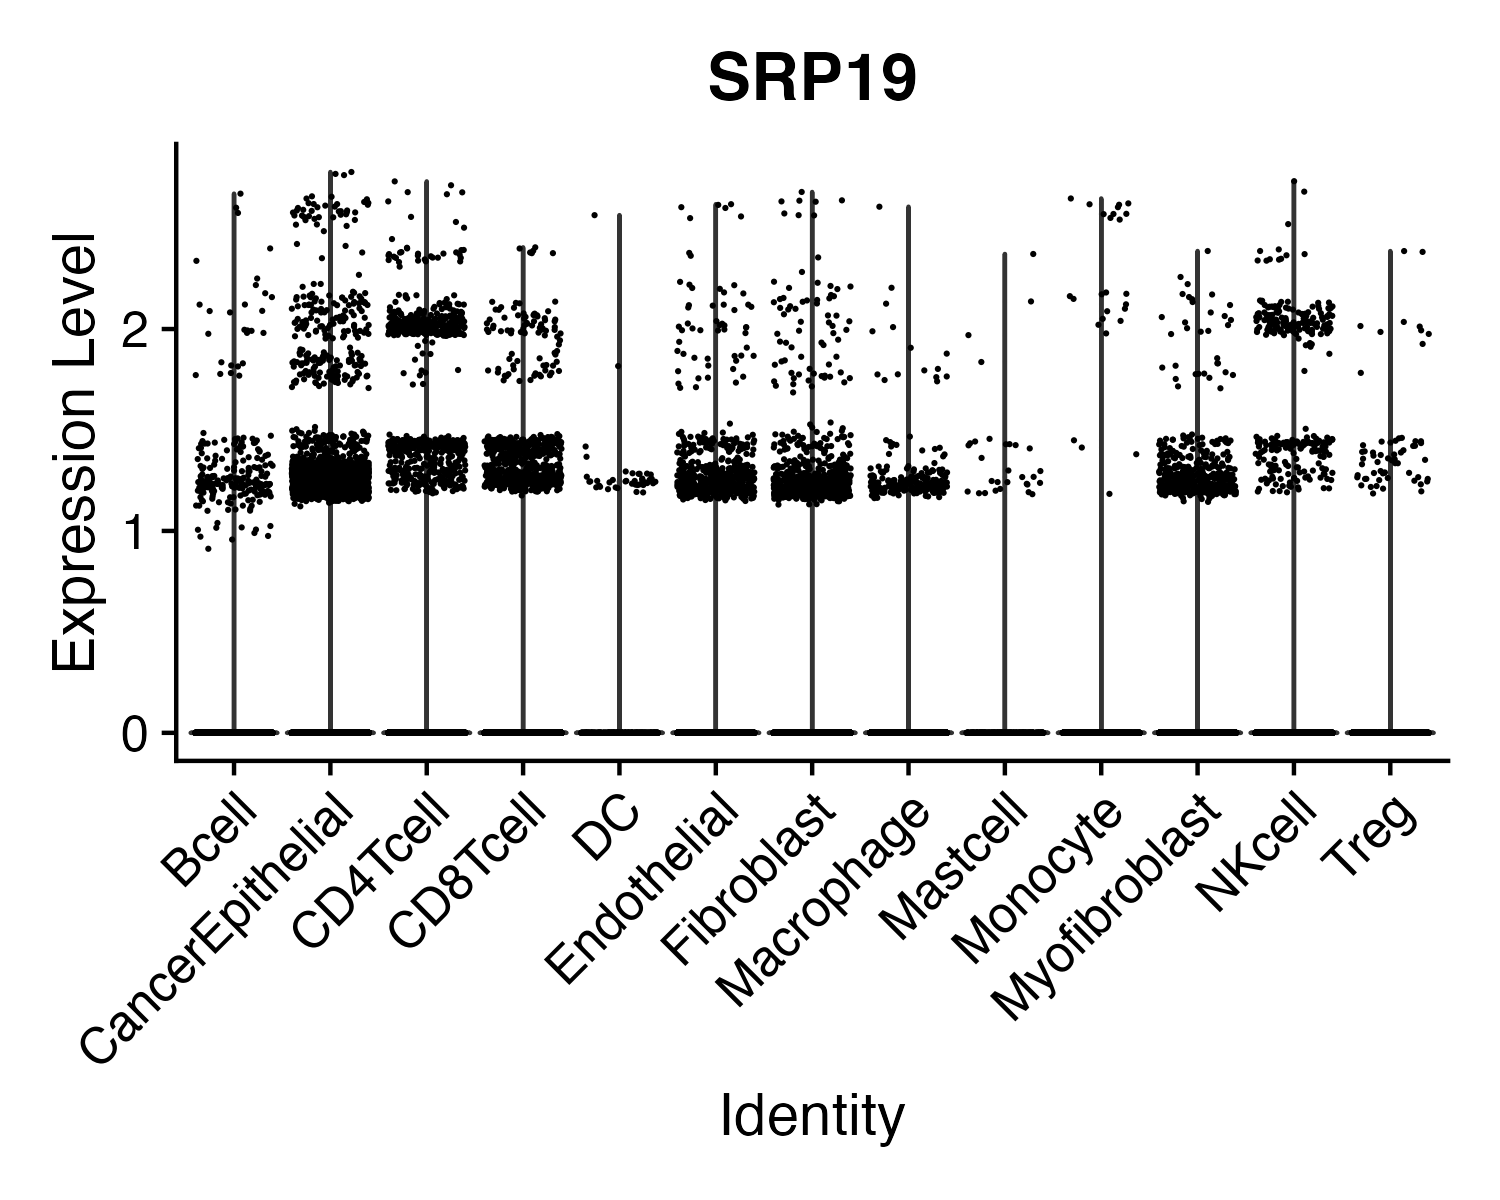 SRP19
Expression Level
2
1
0
Bcell
CancerEpithelial
CD4Tcell
CD8Tcell
DC
Endothelial
Fibroblast
Macrophage
Mastcell
Monocyte
Myofibroblast
NKcell
Treg
Identity